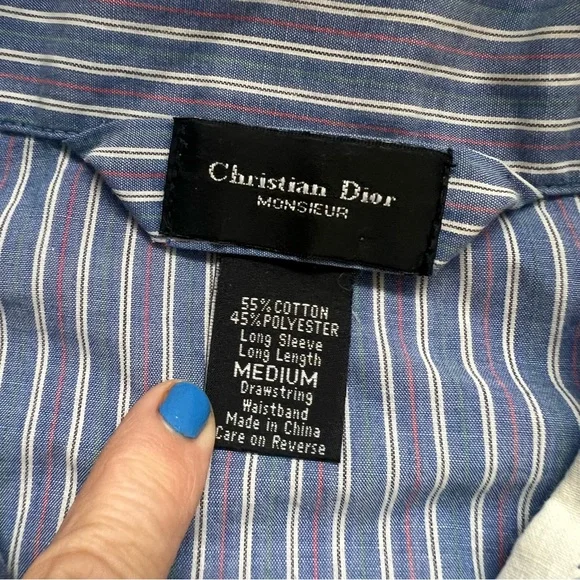 Christian Dior
MONSIEUR
55% COTTON
45% POLYESTER
Long Sleeve
Long Length
MEDIUM
Drawstring
Waistband
Made in China
Care on Reverse